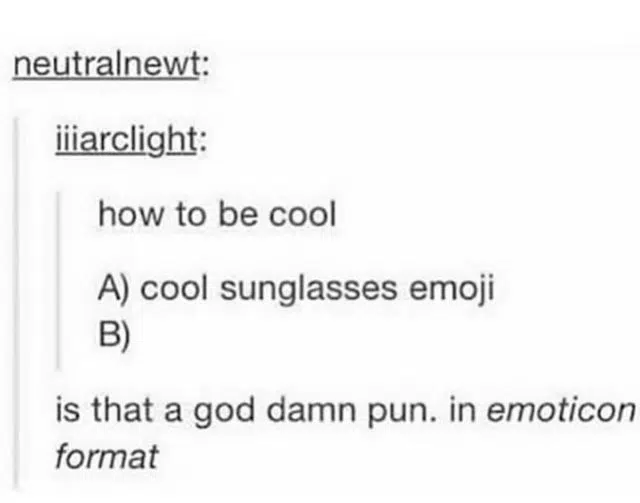 neutralnewt:
iiiarclight:
how to be cool
A) cool sunglasses emoji
B)
is that a god damn pun. in emoticon
format